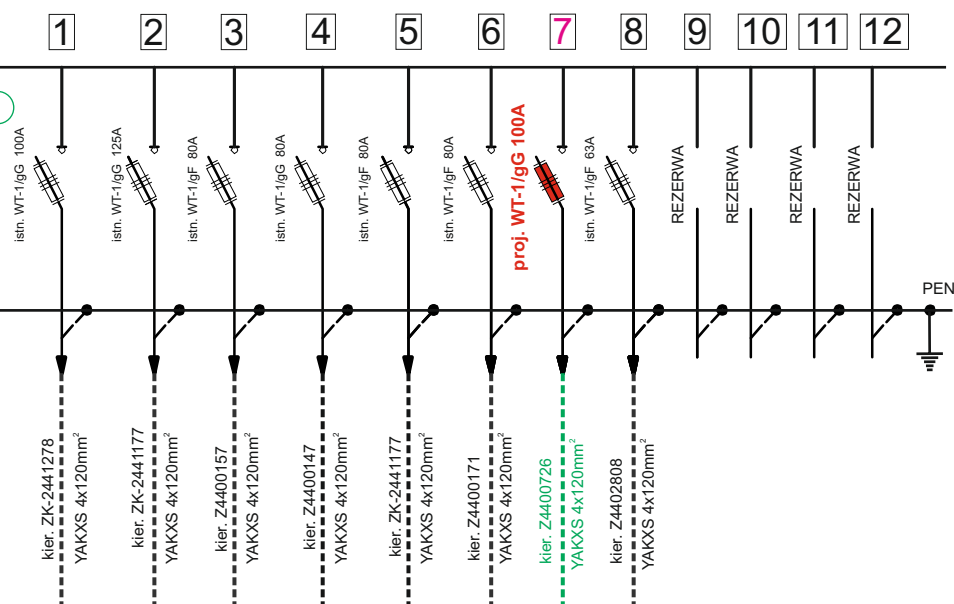 1
2
3
4
5
6
7
8
9
10
11
12
istn. WT-1/gG 100A
istn. WT-1/gG 125A
istn. WT-1/gF 80A
istn. WT-1/gG 80A
istn. WT-1/gF 80A
istn. WT-1/gF 80A
proj. WT-1/gG 100A
istn. WT-1/gF 63A
REZERWA
REZERWA
REZERWA
REZERWA
PEN
kier. ZK-2441278
YAKXS 4x120mm²
kier. ZK-2441177
YAKXS 4x120mm²
kier. Z4400157
YAKXS 4x120mm²
kier. Z4400147
YAKXS 4x120mm²
kier. ZK-2441177
YAKXS 4x120mm²
kier. Z4400171
YAKXS 4x120mm²
kier. Z4400726
YAKXS 4x120mm²
kier. Z4402808
YAKXS 4x120mm²